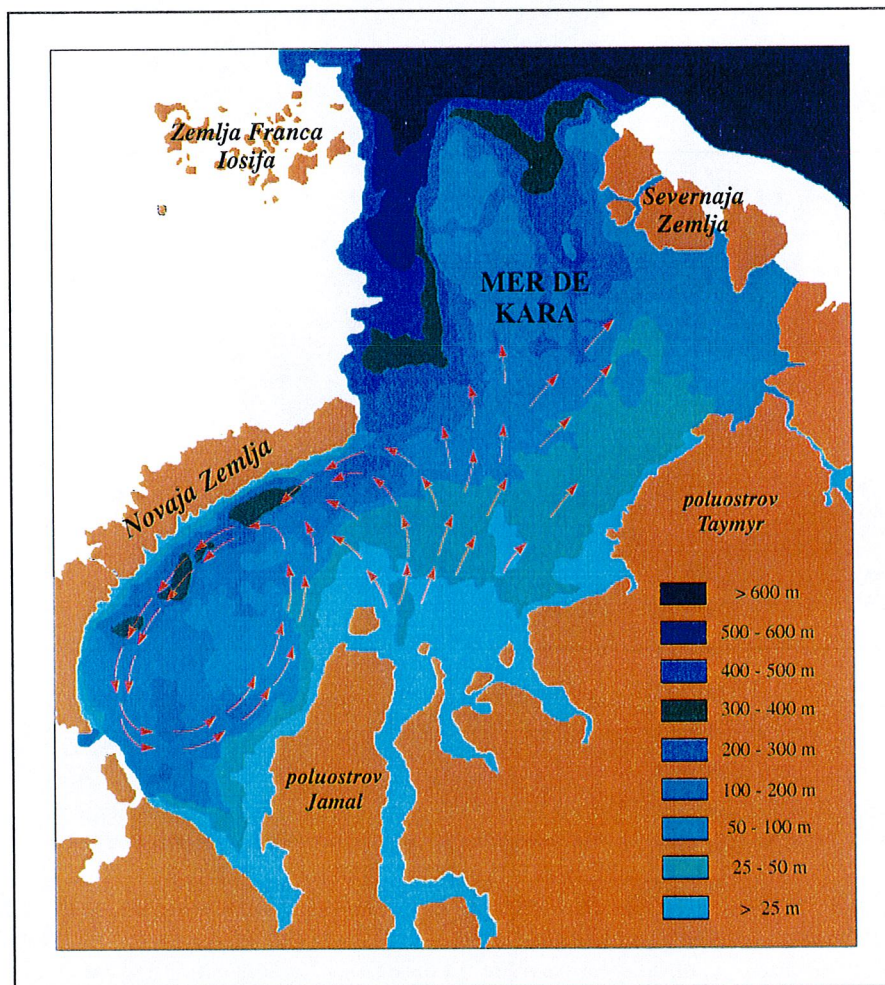 Zemlja Franca
Iosifa
Severnaja
Zemlja
MER DE
KARA
Novaja Zemlja
poluostrov
Taymyr
poluostrov
Jamal
> 600 m
500 - 600 m
400 - 500 m
300 - 400 m
200 - 300 m
100 - 200 m
50 - 100 m
25 - 50 m
> 25 m